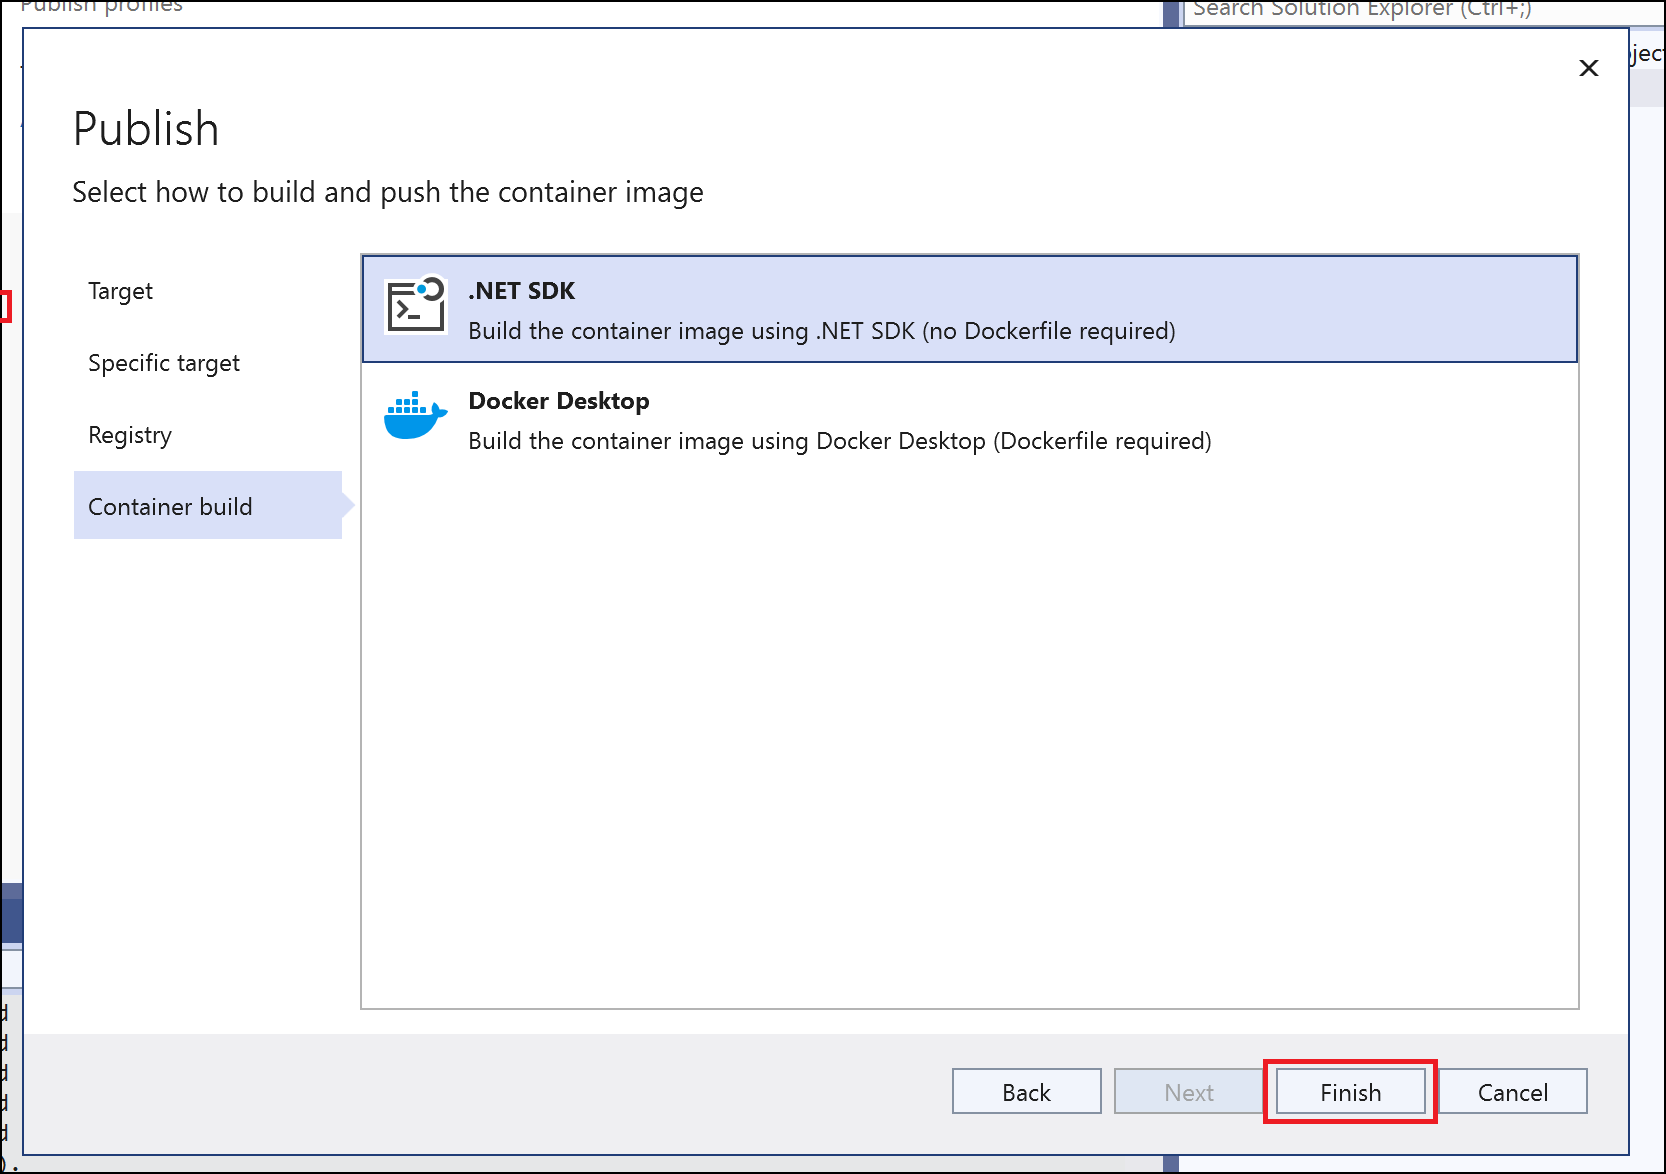 Publish profiles
Search Solution Explorer (Ctrl+;)
Publish
Select how to build and push the container image
Target
Specific target
Registry
Container build
.NET SDK
Build the container image using .NET SDK (no Dockerfile required)
Docker Desktop
Build the container image using Docker Desktop (Dockerfile required)
Back
Next
Finish
Cancel